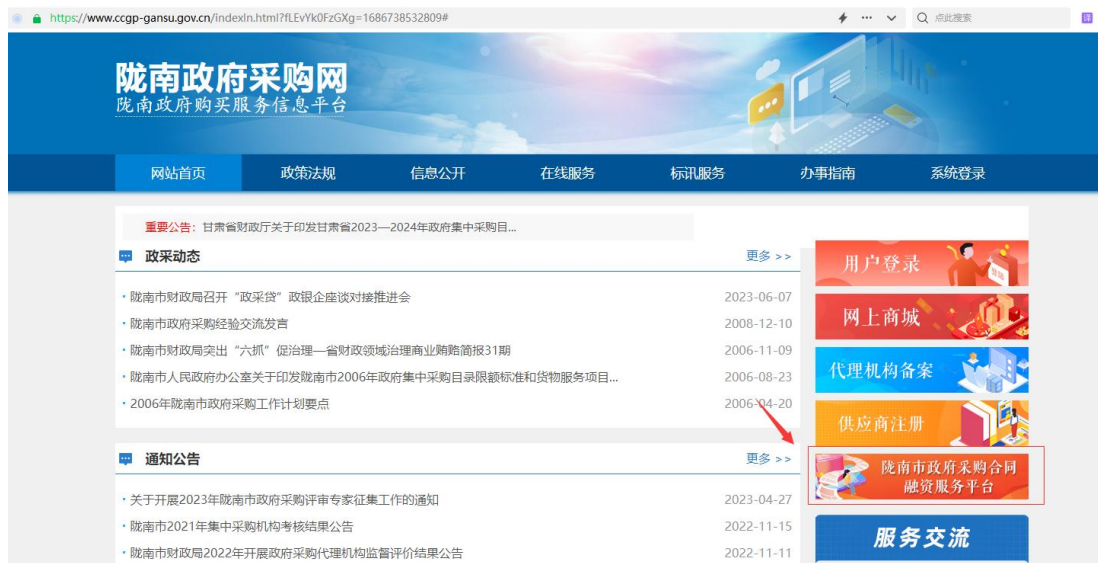 https://www.ccgp-gansu.gov.cn/indexln.html?fLEvYk0FzGXg=1686738532809#
点此搜索
译
陇南政府采购网
陇南政府购买服务信息平台
网站首页 政策法规 信息公开 在线服务 标讯服务 办事指南 系统登录
重要公告：甘肃省财政厅关于印发甘肃省2023—2024年政府集中采购目...
政采动态 更多 >>
陇南市财政局召开“政采贷”政银企座谈对接推进会 2023-06-07
陇南市政府采购经验交流发言 2008-12-10
陇南市财政局突出“六抓”促治理—省财政领域治理商业贿赂简报31期 2006-11-09
陇南市人民政府办公室关于印发陇南市2006年政府集中采购目录限额标准和货物服务项目... 2006-08-23
2006年陇南市政府采购工作计划要点 2006-04-20
通知公告 更多 >>
关于开展2023年陇南市政府采购评审专家征集工作的通知 2023-04-27
陇南市2021年集中采购机构考核结果公告 2022-11-15
陇南市财政局2022年开展政府采购代理机构监督评价结果公告 2022-11-11
用户登录
网上商城
代理机构备案
供应商注册
陇南市政府采购合同
融资服务平台
服务交流